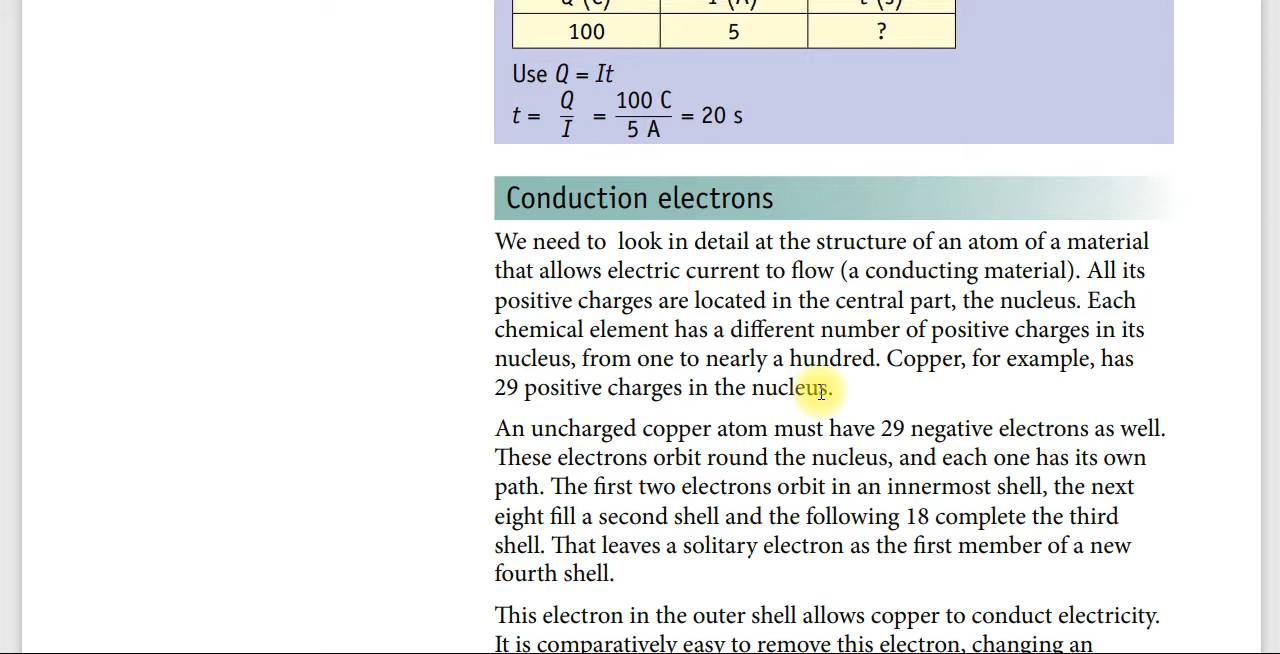 Q (C) I (A) t (s)
100 5 ?
Use Q = It
t = Q/I = 100 C/5 A = 20 s
Conduction electrons
We need to look in detail at the structure of an atom of a material
that allows electric current to flow (a conducting material). All its
positive charges are located in the central part, the nucleus. Each
chemical element has a different number of positive charges in its
nucleus, from one to nearly a hundred. Copper, for example, has
29 positive charges in the nucleus.
An uncharged copper atom must have 29 negative electrons as well.
These electrons orbit round the nucleus, and each one has its own
path. The first two electrons orbit in an innermost shell, the next
eight fill a second shell and the following 18 complete the third
shell. That leaves a solitary electron as the first member of a new
fourth shell.
This electron in the outer shell allows copper to conduct electricity.
It is comparatively easy to remove this electron, changing an